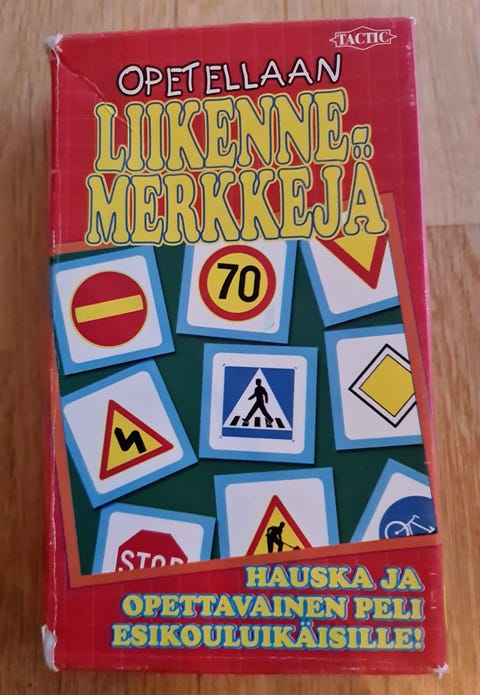 TACTIC
OPETELLAAN
LIIKENNE-
MERKKEJÄ
70
STOP
HAUSKA JA
OPETTAVAINEN PELI
ESIKOULUIKÄISILLE!